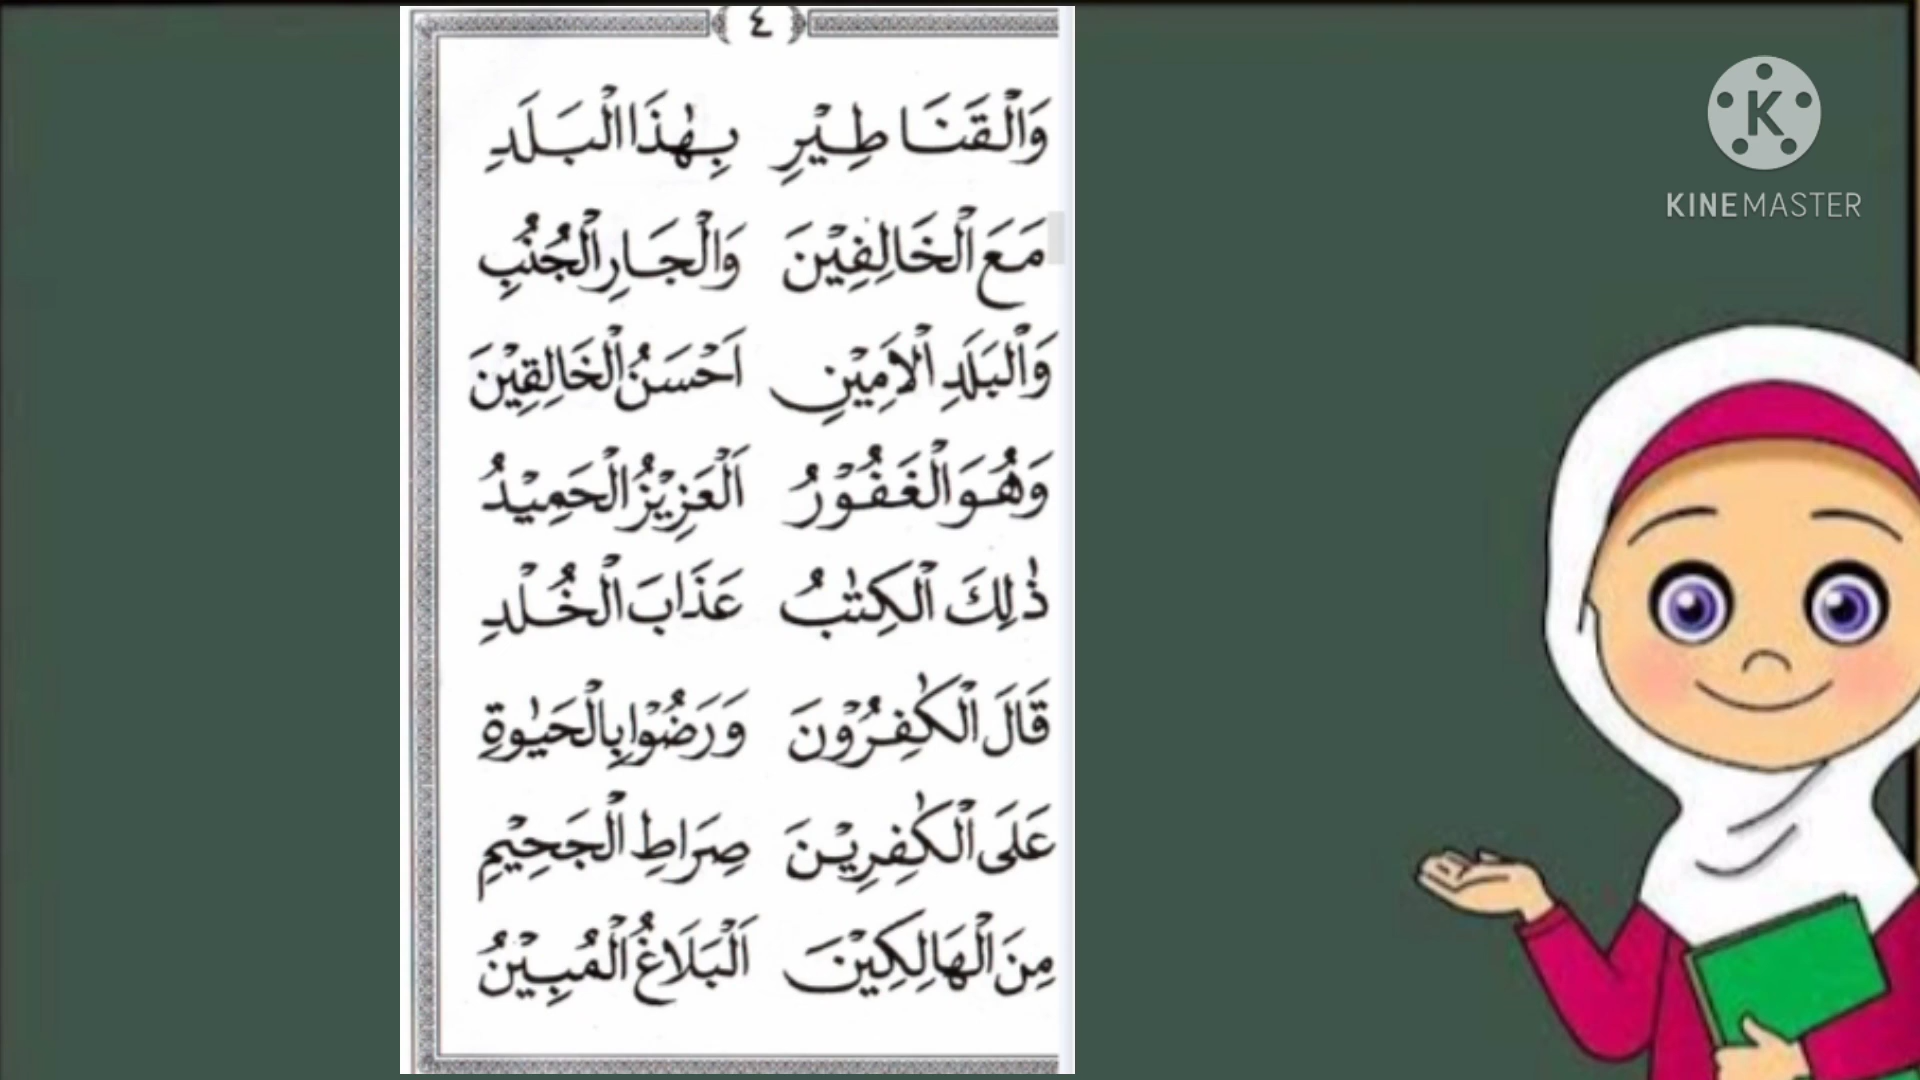 ٤
وَالْقَنَاطِيْرِ بِهٰذَا الْبَلَدِ
مَعَ الْخَالِفِيْنَ وَالْجَارِ الْجُنُبِ
وَالْبَلَدِ الْاَمِيْنِ اَحْسَنُ الْخَالِقِيْنَ
وَهُوَ الْغَفُوْرُ اَلْعَزِيْزُ الْحَمِيْدُ
ذٰلِكَ الْكِتٰبُ عَذَابَ الْخُلْدِ
قَالَ الْكٰفِرُوْنَ وَرَضُوْا بِالْحَيٰوةِ
عَلَى الْكٰفِرِيْنَ صِرَاطِ الْجَحِيْمِ
مِنَ الْهَالِكِيْنَ اَلْبَلَاغُ الْمُبِيْنُ
K
KINEMASTER